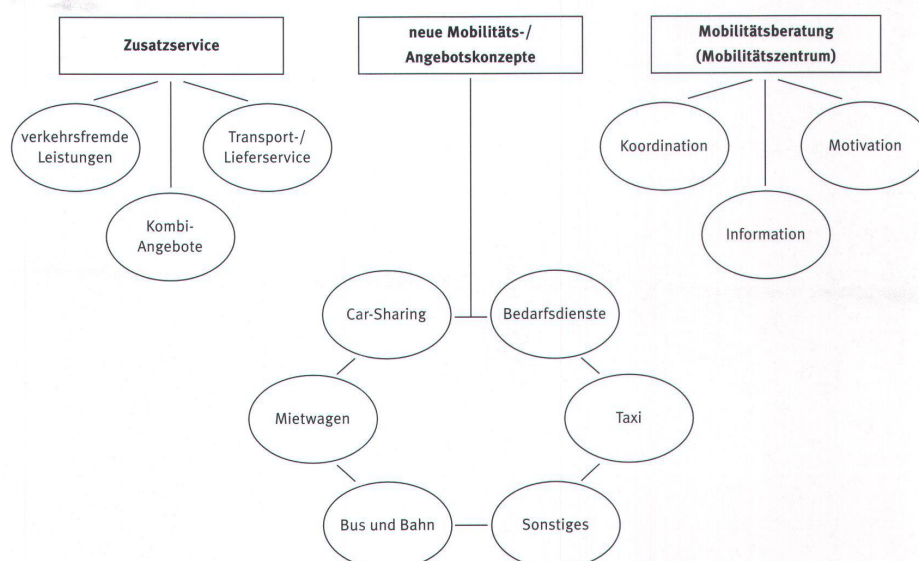 Zusatzservice
neue Mobilitäts-/
Angebotskonzepte
Mobilitätsberatung
(Mobilitätszentrum)
verkehrsfremde
Leistungen
Transport-/
Lieferservice
Kombi-
Angebote
Koordination
Motivation
Information
Car-Sharing
Bedarfsdienste
Mietwagen
Taxi
Bus und Bahn
Sonstiges